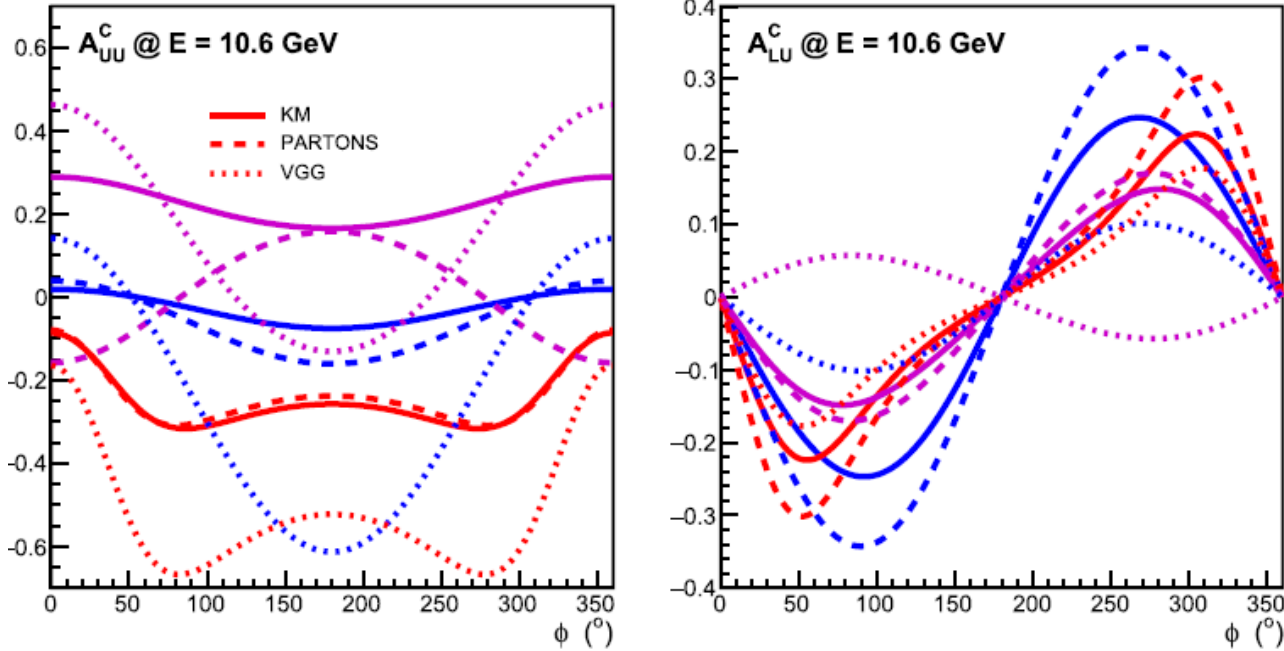 A_UU^C @ E = 10.6 GeV
KM
PARTONS
VGG
0.6
0.4
0.2
0
-0.2
-0.4
-0.6
0 50 100 150 200 250 300 350
ϕ (°)
A_LU^C @ E = 10.6 GeV
0.4
0.3
0.2
0.1
0
−0.1
−0.2
−0.3
−0.4
0 50 100 150 200 250 300 350
ϕ (°)